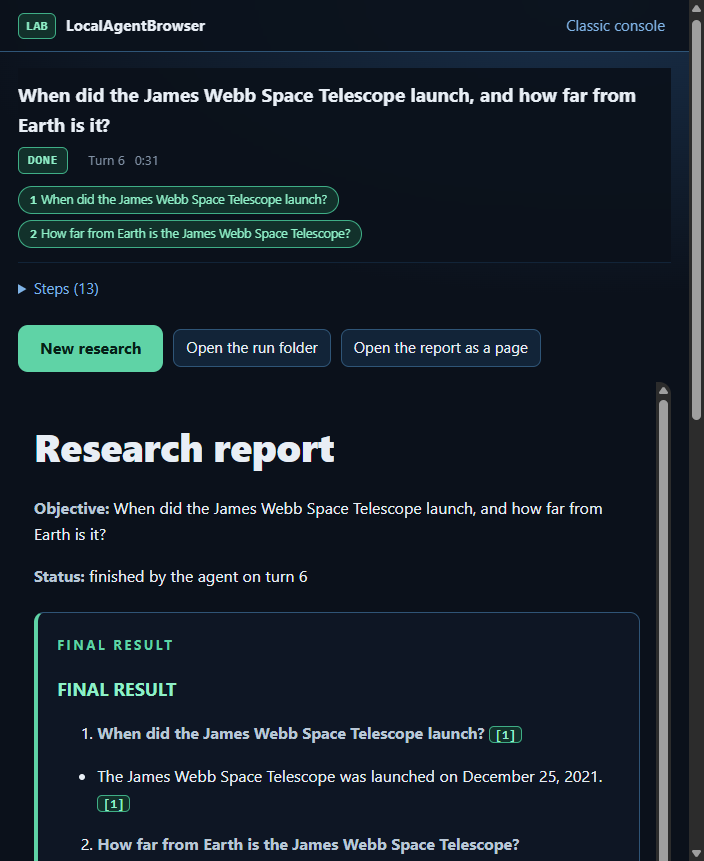 LAB LocalAgentBrowser Classic console
When did the James Webb Space Telescope launch, and how far from
Earth is it?
DONE Turn 6 0:31
1 When did the James Webb Space Telescope launch?
2 How far from Earth is the James Webb Space Telescope?
Steps (13)
New research Open the run folder Open the report as a page
Research report
Objective: When did the James Webb Space Telescope launch, and how far from
Earth is it?
Status: finished by the agent on turn 6
FINAL RESULT
FINAL RESULT
1. When did the James Webb Space Telescope launch? [1]
• The James Webb Space Telescope was launched on December 25, 2021.
[1]
2. How far from Earth is the James Webb Space Telescope?